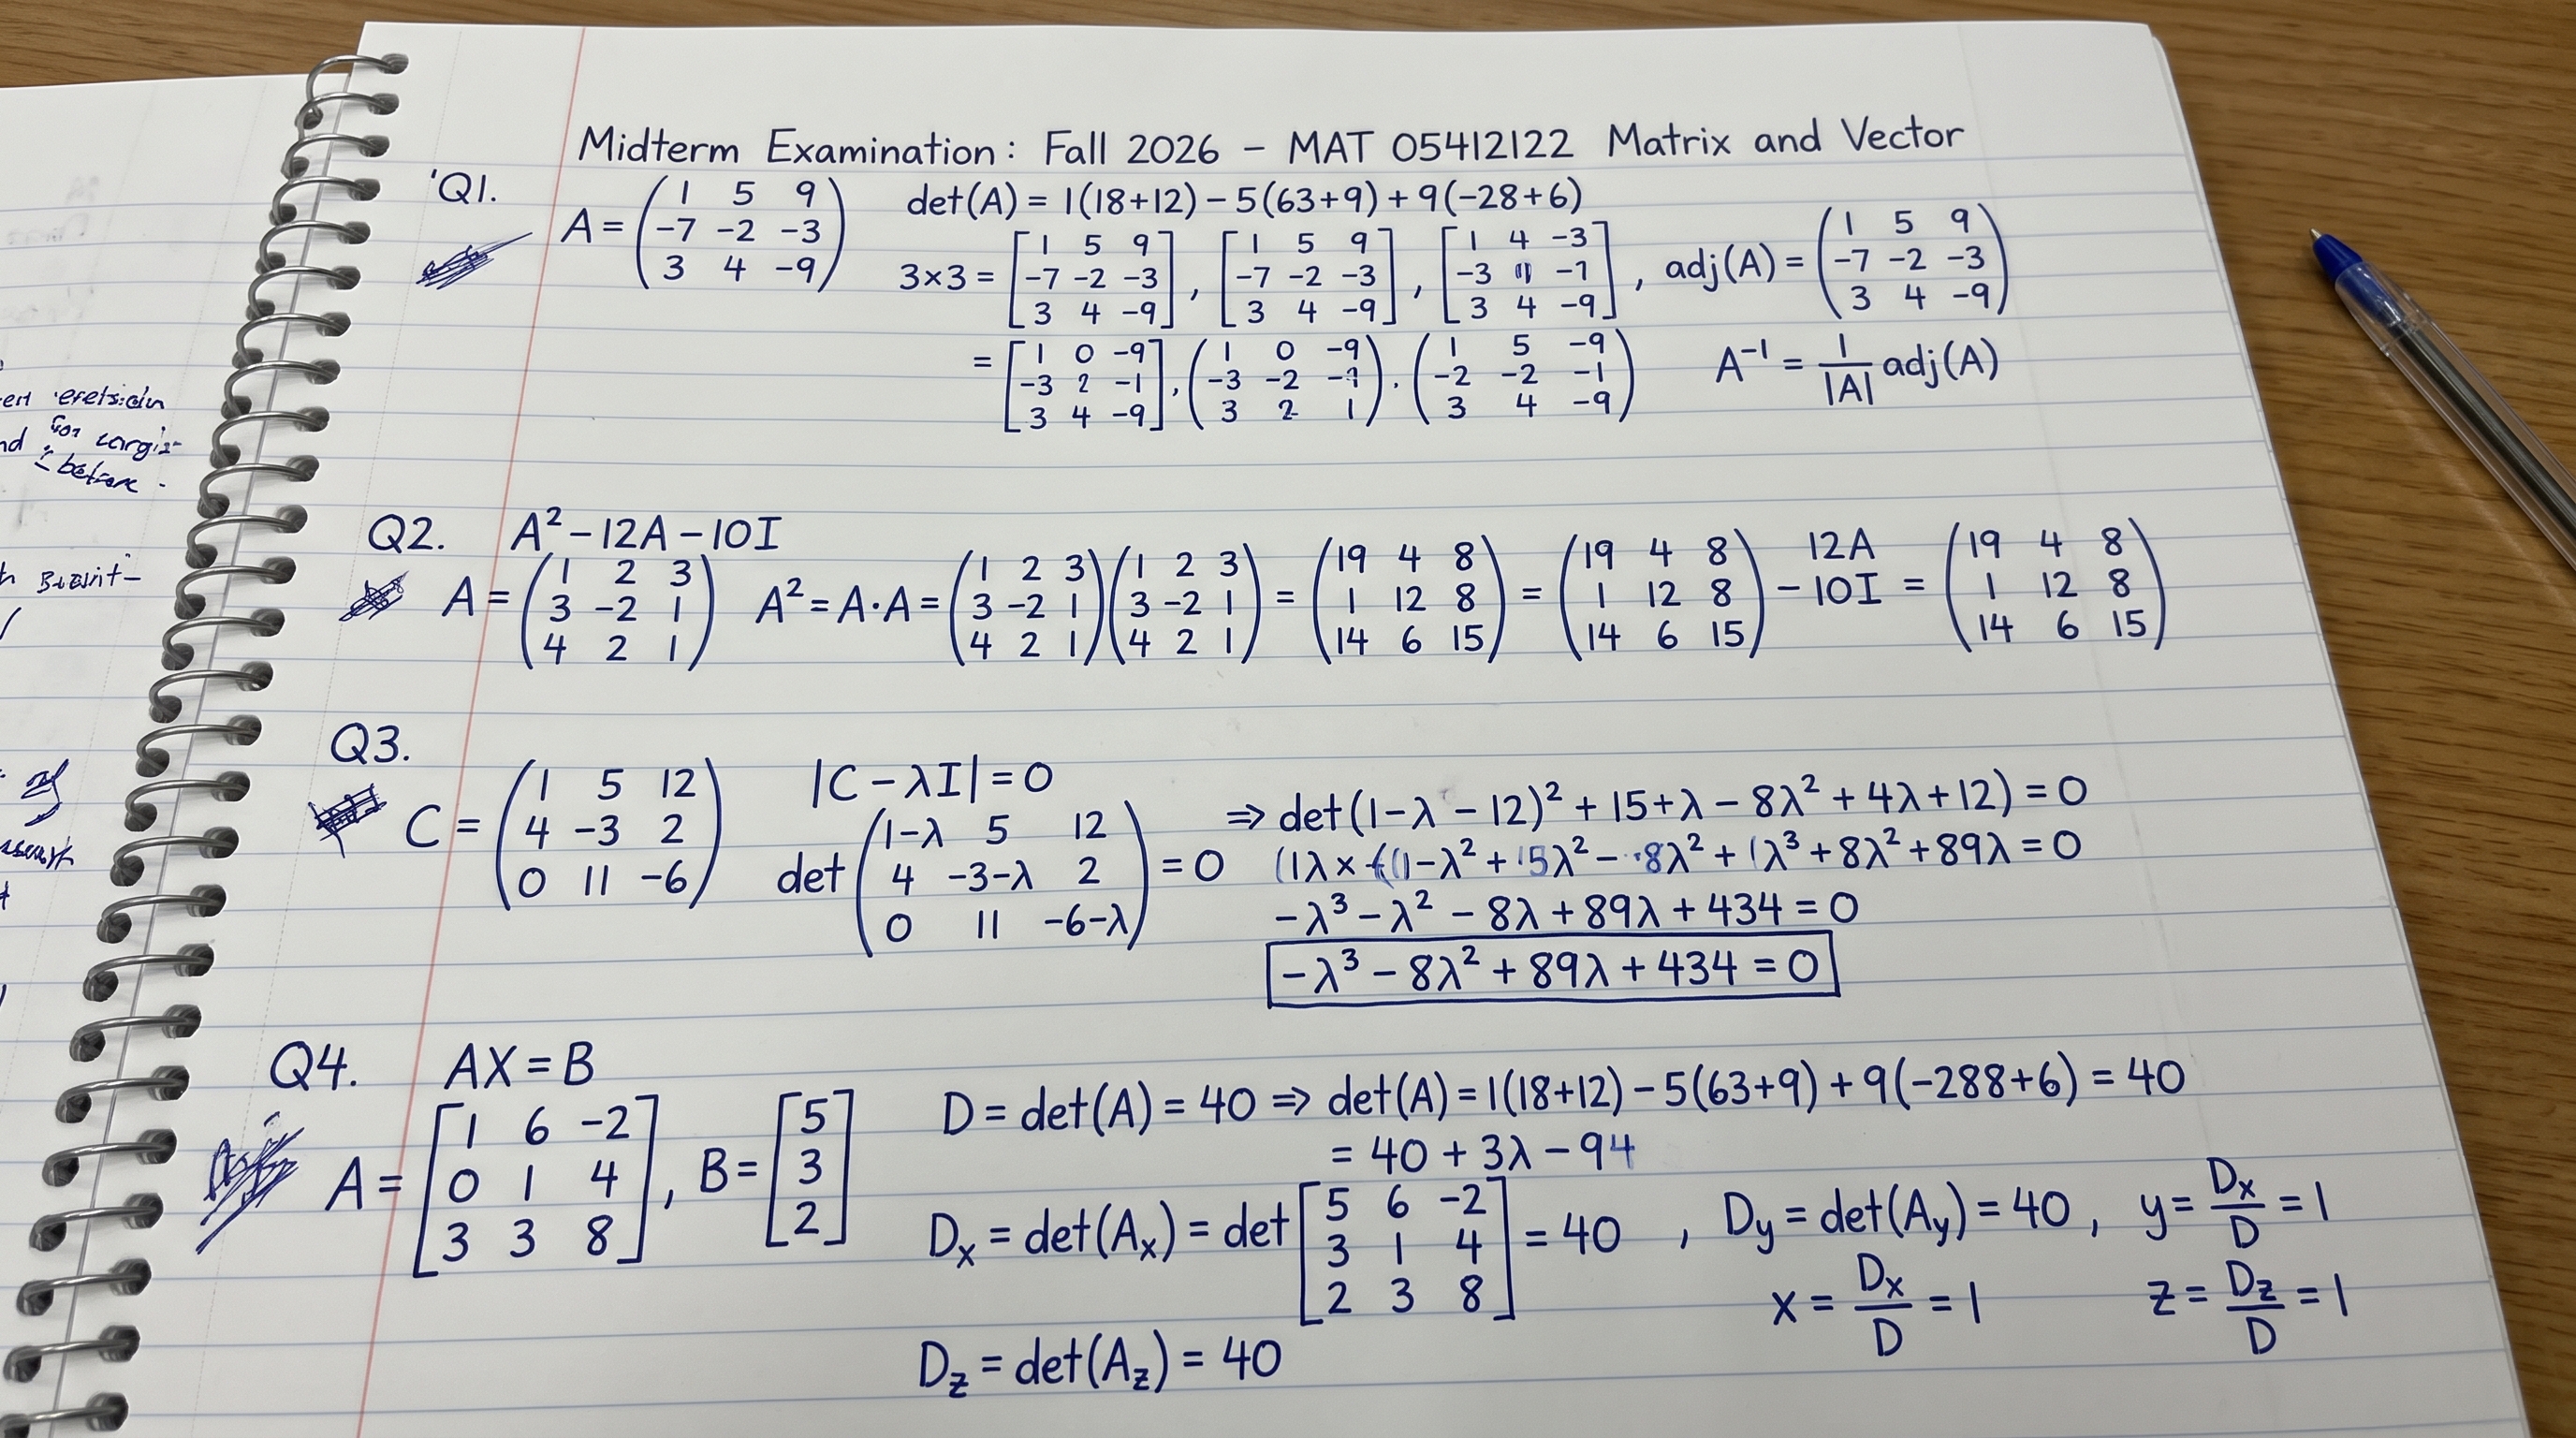 Midterm Examination: Fall 2026 – MAT 05412122 Matrix and Vector
'Q1.
A = (1 5 9
-7 -2 -3
3 4 -9)
det(A) = 1(18+12) – 5(63+9) + 9(-28+6)
3×3 = [1 5 9
-7 -2 -3
3 4 -9] , [1 5 9
-7 -2 -3
3 4 -9] , [1 4 -3
-3 -1
3 4 -9] , adj(A) = (1 5 9
-7 -2 -3
3 4 -9)
= [1 0 -9
-3 2 -1
3 4 -9] , (1 0 -9
-3 -2
3 2 1) . (1 5 -9
-2 -2 -1
3 4 -9)
A⁻¹ = 1/|A| adj(A)
Q2. A² – 12A – 10I
A = (1 2 3
3 -2 1
4 2 1)
A² = A·A = (1 2 3
3 -2 1
4 2 1) (1 2 3
3 -2 1
4 2 1) = (19 4 8
1 12 8
14 6 15) = (19 4 8
1 12 8
14 6 15) 12A
– 10I = (19 4 8
1 12 8
14 6 15)
Q3.
C = (1 5 12
4 -3 2
0 11 -6)
|C – λI| = 0
det (1-λ 5 12
4 -3-λ 2
0 11 -6-λ) = 0
⇒ det(1-λ – 12)² + 15+λ – 8λ² + 4λ+12) = 0
(1λ × (1-λ² + 5λ² – 8λ² + (λ³ + 8λ² + 89λ = 0
-λ³ – λ² – 8λ + 89λ + 434 = 0
-λ³ – 8λ² + 89λ + 434 = 0
Q4. AX = B
A = [1 6 -2
0 1 4
3 3 8] , B = [5
3
2]
D = det(A) = 40 ⇒ det(A) = 1(18+12) – 5(63+9) + 9(-288+6) = 40
= 40 + 3λ – 94
Dx = det(Ax) = det [5 6 -2
3 1 4
2 3 8] = 40 , Dy = det(Ay) = 40 , y = Dx/D = 1
x = Dx/D = 1 z = Dz/D = 1
Dz = det(Az) = 40